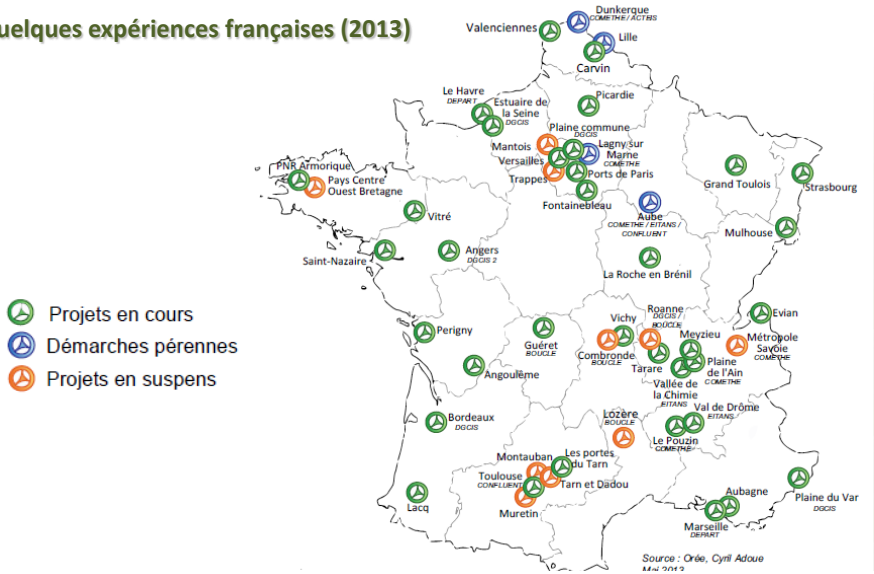 uelques expériences françaises (2013)
Dunkerque
COMETHE / ACTEIS
Valenciennes
Lille
Carvin
Le Havre
DEPART
Estuaire de
la Seine
DGCIS
Picardie
Plaine commune
DGCIS
Mantois
Lagny sur
Marne
COMETHE
Versailles
Trappes
Ports de Paris
Fontainebleau
PNR Armorique
Pays Centre
Ouest Bretagne
Grand Toulois
Strasbourg
Vitré
Aube
COMETHE / EITANS /
CONFLUENT
Mulhouse
Saint-Nazaire
Angers
DGCIS 2
La Roche en Brénil
Projets en cours
Démarches pérennes
Projets en suspens
Perigny
Guéret
BOUCLE
Vichy
Combronde
BOUCLE
Roanne
DGCIS /
BOUCLE
Meyzieu
Evian
Métropole
Savoie
COMETHE
Tarare
Plaine
de l'Ain
COMETHE
Angoulême
Vallée de
la Chimie
EITANS
Bordeaux
DGCIS
Lozère
BOUCLE
Val de Drôme
EITANS
Le Pouzin
COMETHE
Montauban
Les portes
du Tarn
Toulouse
CONFLUENT
Tarn et Dadou
Muretin
Lacq
Aubagne
Marseille
DEPART
Plaine du Var
DGCIS
Source : Orée, Cyril Adoue
Mai 2013